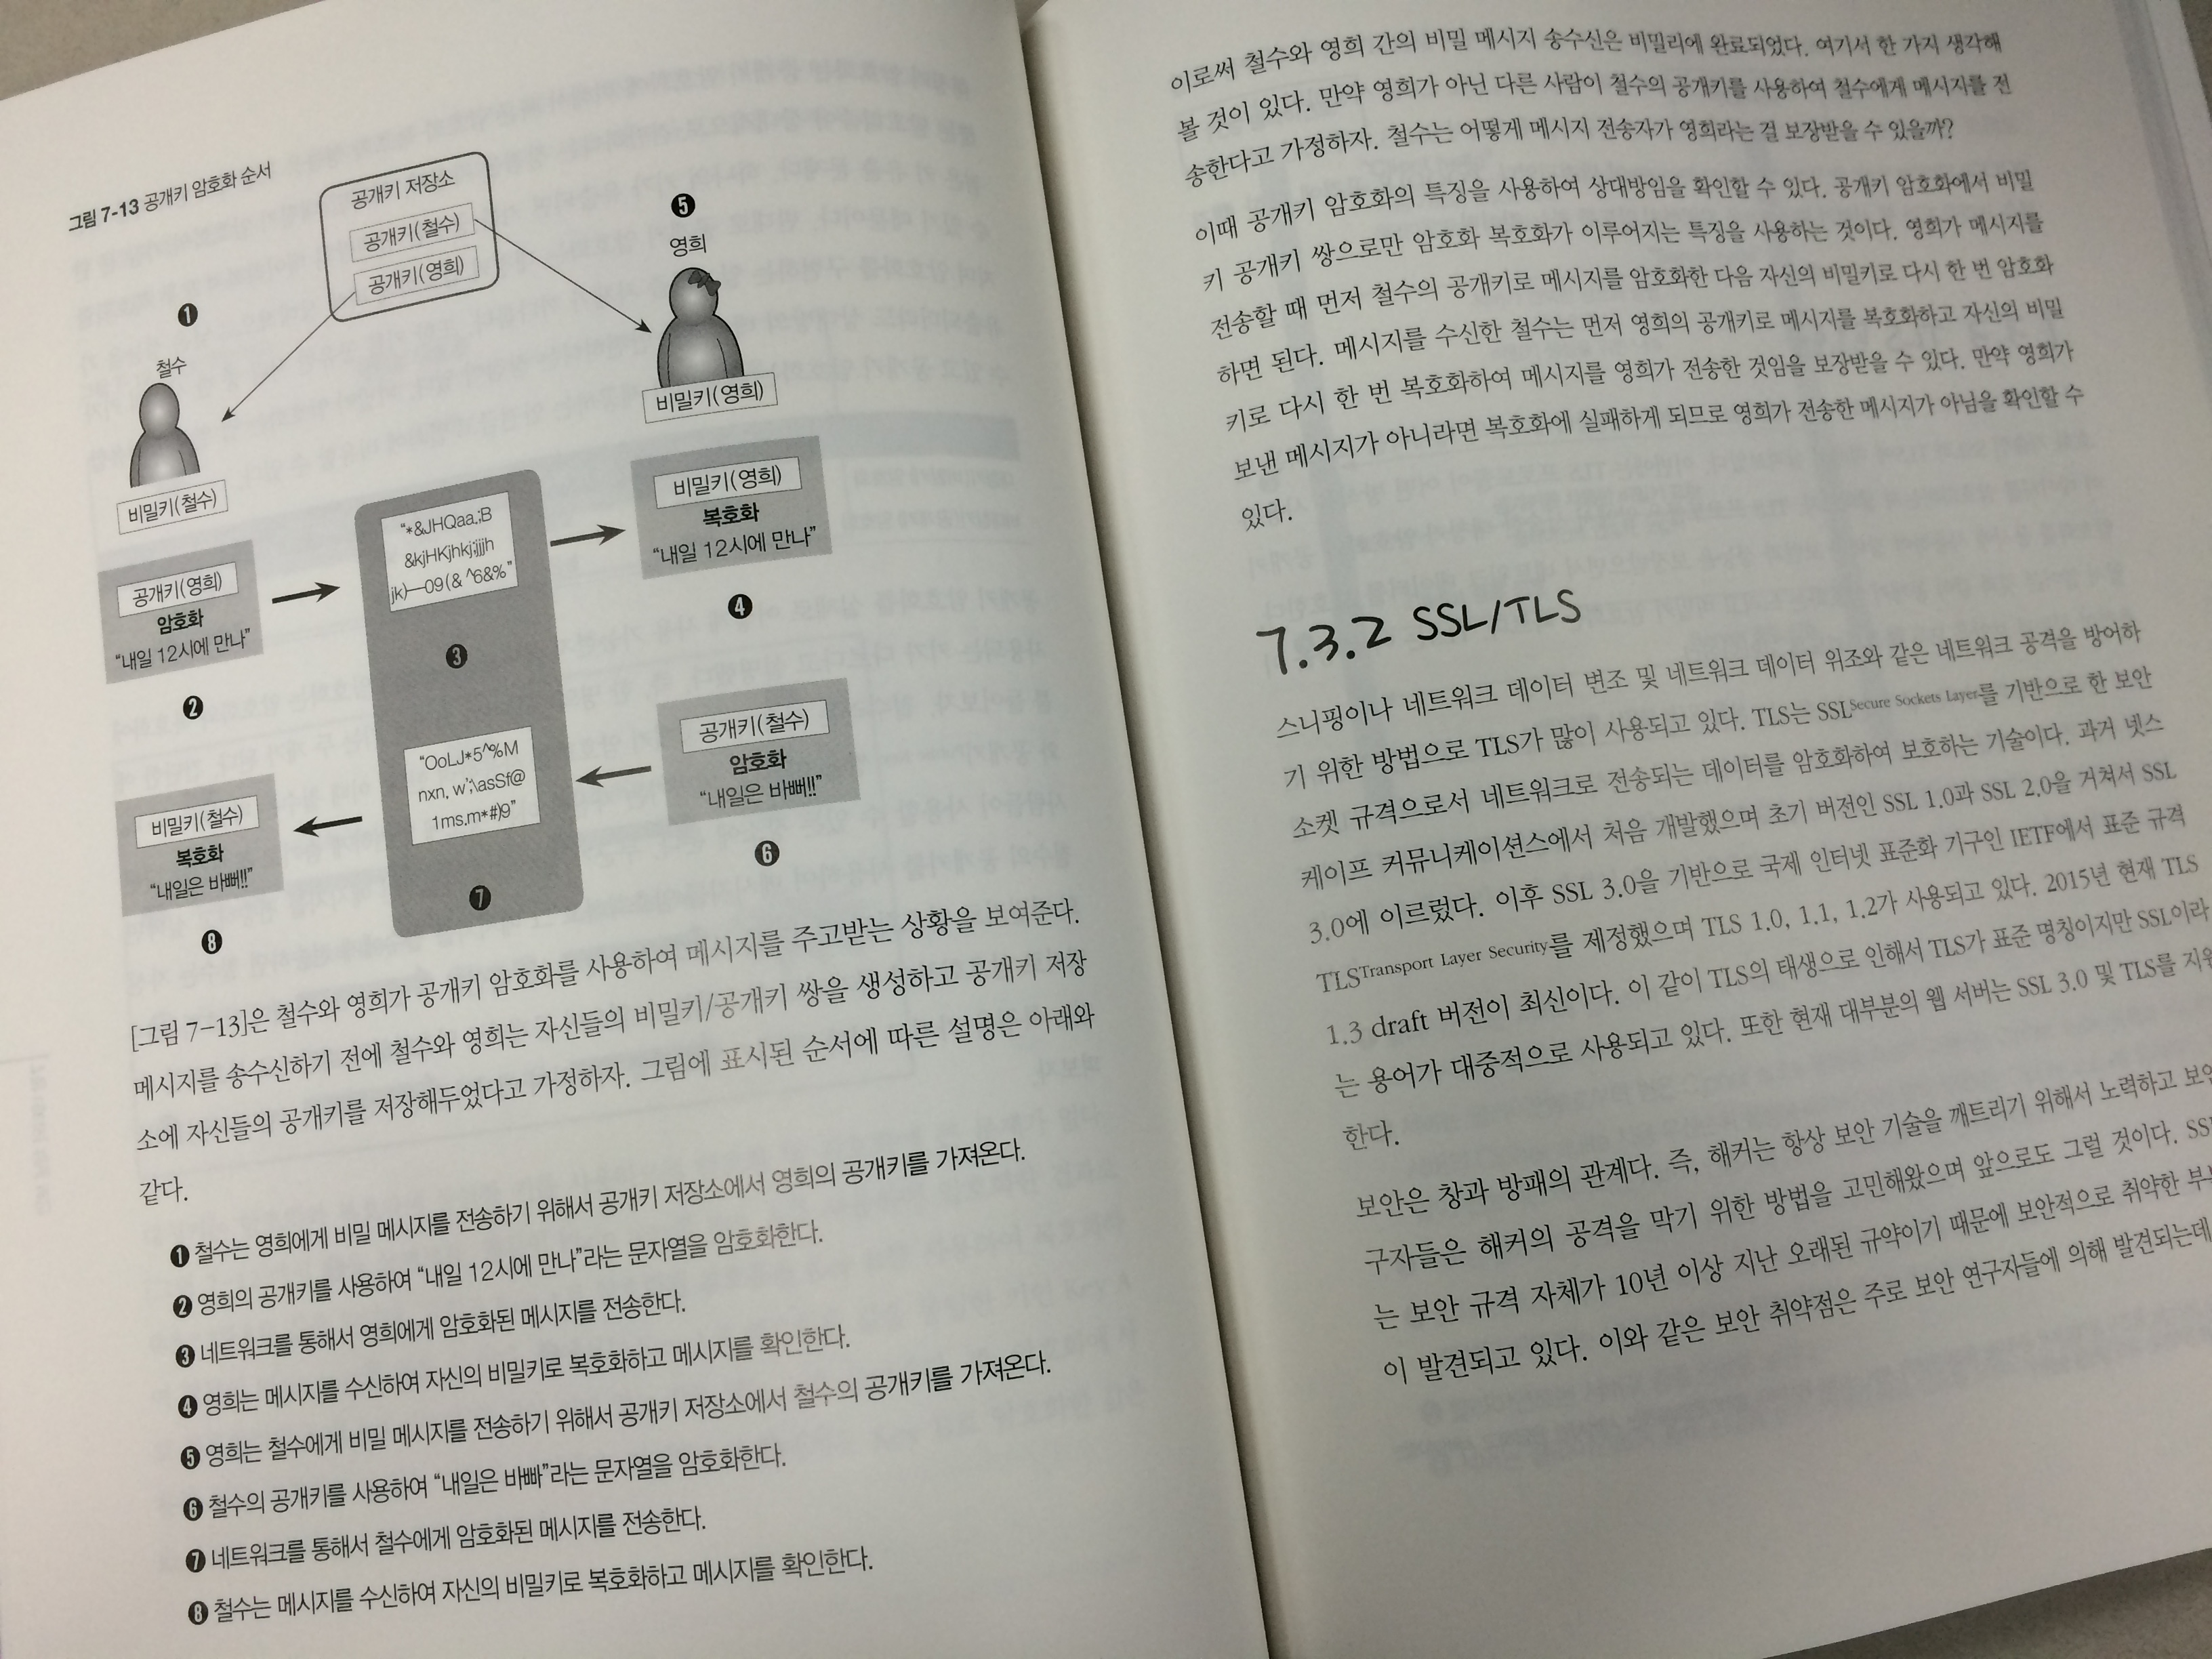 그림 7-13 공개키 암호화 순서
공개키 저장소
공개키(철수)
공개키(영희)
❶
철수
비밀키(철수)
❺
영희
비밀키(영희)
공개키(영희)
암호화
“내일 12시에 만나”
❷
“*&JHQaa,;B
&kjHKjhkj;jjjh
jk)—09(& ^6&%”
❸
비밀키(영희)
복호화
“내일 12시에 만나”
❹
공개키(철수)
암호화
“내일은 바뻐!!”
❻
“OoLJ*5^%M
nxn, w’;\asSf@
1ms.m*#)9”
❼
비밀키(철수)
복호화
“내일은 바뻐!!”
❽
[그림 7-13]은 철수와 영희가 공개키 암호화를 사용하여 메시지를 주고받는 상황을 보여준다.
메시지를 송수신하기 전에 철수와 영희는 자신들의 비밀키/공개키 쌍을 생성하고 공개키 저장
소에 자신들의 공개키를 저장해두었다고 가정하자. 그림에 표시된 순서에 따른 설명은 아래와
같다.
❶ 철수는 영희에게 비밀 메시지를 전송하기 위해서 공개키 저장소에서 영희의 공개키를 가져온다.
❷ 영희의 공개키를 사용하여 “내일 12시에 만나”라는 문자열을 암호화한다.
❸ 네트워크를 통해서 영희에게 암호화된 메시지를 전송한다.
❹ 영희는 메시지를 수신하여 자신의 비밀키로 복호화하고 메시지를 확인한다.
❺ 영희는 철수에게 비밀 메시지를 전송하기 위해서 공개키 저장소에서 철수의 공개키를 가져온다.
❻ 철수의 공개키를 사용하여 “내일은 바빠”라는 문자열을 암호화한다.
❼ 네트워크를 통해서 철수에게 암호화된 메시지를 전송한다.
❽ 철수는 메시지를 수신하여 자신의 비밀키로 복호화하고 메시지를 확인한다.
이로써 철수와 영희 간의 비밀 메시지 송수신은 비밀리에 완료되었다. 여기서 한 가지 생각해
볼 것이 있다. 만약 영희가 아닌 다른 사람이 철수의 공개키를 사용하여 철수에게 메시지를 전
송한다고 가정하자. 철수는 어떻게 메시지 전송자가 영희라는 걸 보장받을 수 있을까?
이때 공개키 암호화의 특징을 사용하여 상대방임을 확인할 수 있다. 공개키 암호화에서 비밀
키 공개키 쌍으로만 암호화 복호화가 이루어지는 특징을 사용하는 것이다. 영희가 메시지를
전송할 때 먼저 철수의 공개키로 메시지를 암호화한 다음 자신의 비밀키로 다시 한 번 암호화
하면 된다. 메시지를 수신한 철수는 먼저 영희의 공개키로 메시지를 복호화하고 자신의 비밀
키로 다시 한 번 복호화하여 메시지를 영희가 전송한 것임을 보장받을 수 있다. 만약 영희가
보낸 메시지가 아니라면 복호화에 실패하게 되므로 영희가 전송한 메시지가 아님을 확인할 수
있다.
7.3.2 SSL/TLS
스니핑이나 네트워크 데이터 변조 및 네트워크 데이터 위조와 같은 네트워크 공격을 방어하
기 위한 방법으로 TLS가 많이 사용되고 있다. TLS는 SSL Secure Sockets Layer를 기반으로 한 보안
소켓 규격으로서 네트워크로 전송되는 데이터를 암호화하여 보호하는 기술이다. 과거 넷스
케이프 커뮤니케이션스에서 처음 개발했으며 초기 버전인 SSL 1.0과 SSL 2.0을 거쳐서 SSL
3.0에 이르렀다. 이후 SSL 3.0을 기반으로 국제 인터넷 표준화 기구인 IETF에서 표준 규격
TLS Transport Layer Security를 제정했으며 TLS 1.0, 1.1, 1.2가 사용되고 있다. 2015년 현재 TLS
1.3 draft 버전이 최신이다. 이 같이 TLS의 태생으로 인해서 TLS가 표준 명칭이지만 SSL이라
는 용어가 대중적으로 사용되고 있다. 또한 현재 대부분의 웹 서버는 SSL 3.0 및 TLS를 지원
한다.
보안은 창과 방패의 관계다. 즉, 해커는 항상 보안 기술을 깨트리기 위해서 노력하고
구자들은 해커의 공격을 막기 위한 방법을 고민해왔으며 앞으로도 그럴 것이다.
는 보안 규격 자체가 10년 이상 지난 오래된 규약이기 때문에 보안적으로 취약한
이 발견되고 있다. 이와 같은 보안 취약점은 주로 보안 연구자들에 의해 발견되는데